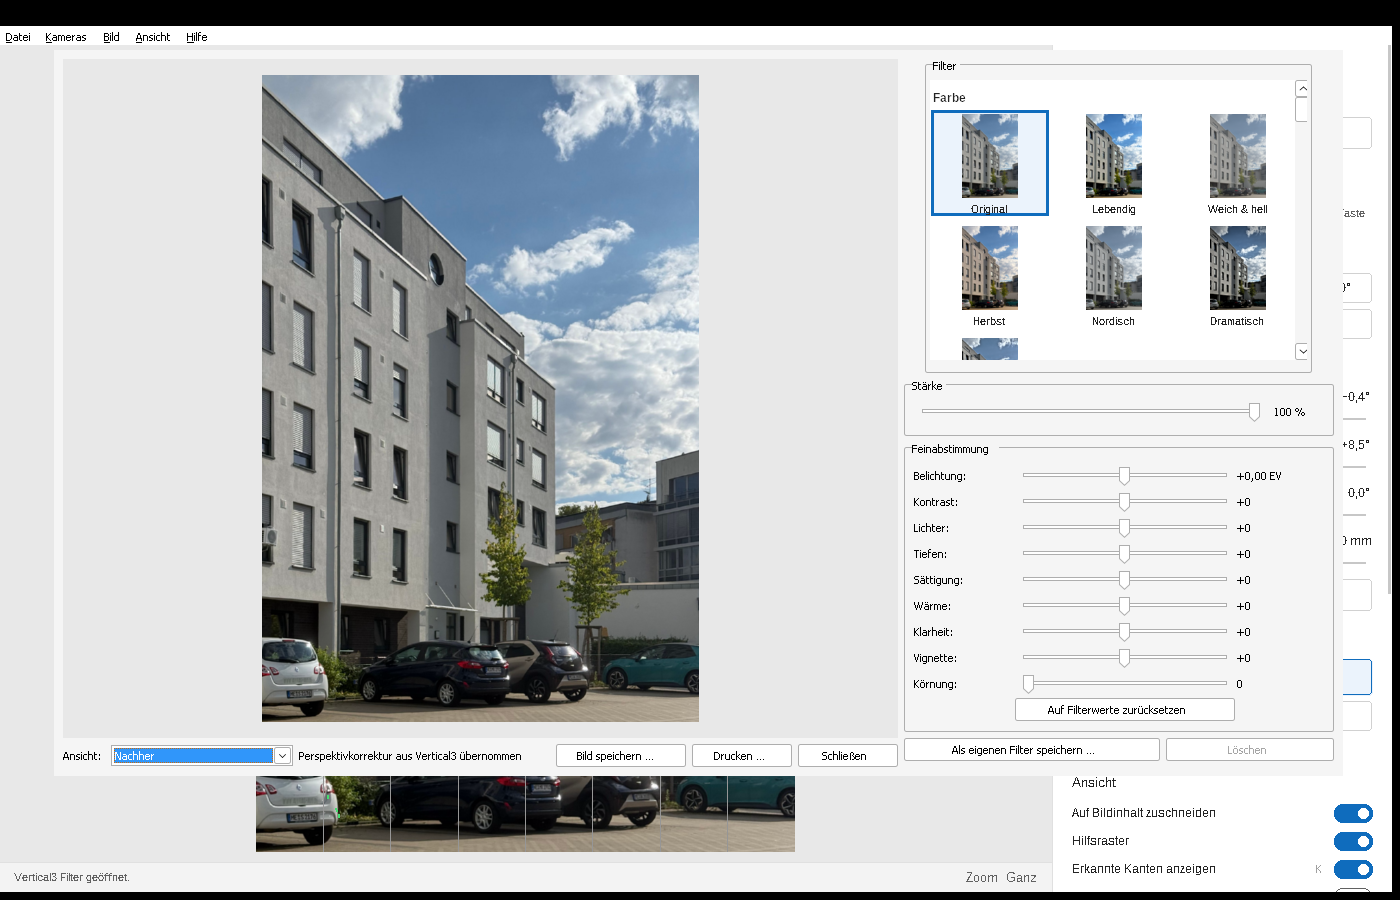 Datei Kameras Bild Ansicht Hilfe
Filter
Farbe
Original Lebendig Weich & hell
Herbst Nordisch Dramatisch
Stärke
100 %
Feinabstimmung
Belichtung: +0,00 EV
Kontrast: +0
Lichter: +0
Tiefen: +0
Sättigung: +0
Wärme: +0
Klarheit: +0
Vignette: +0
Körnung: 0
Auf Filterwerte zurücksetzen
Als eigenen Filter speichern ... Löschen
Ansicht: Nachher Perspektivkorrektur aus Vertical3 übernommen Bild speichern ... Drucken ... Schließen
0°
-0,4°
+8,5°
0,0°
0 mm
Ansicht
Auf Bildinhalt zuschneiden
Hilfsraster
Erkannte Kanten anzeigen K
Vertical3 Filter geöffnet. Zoom Ganz